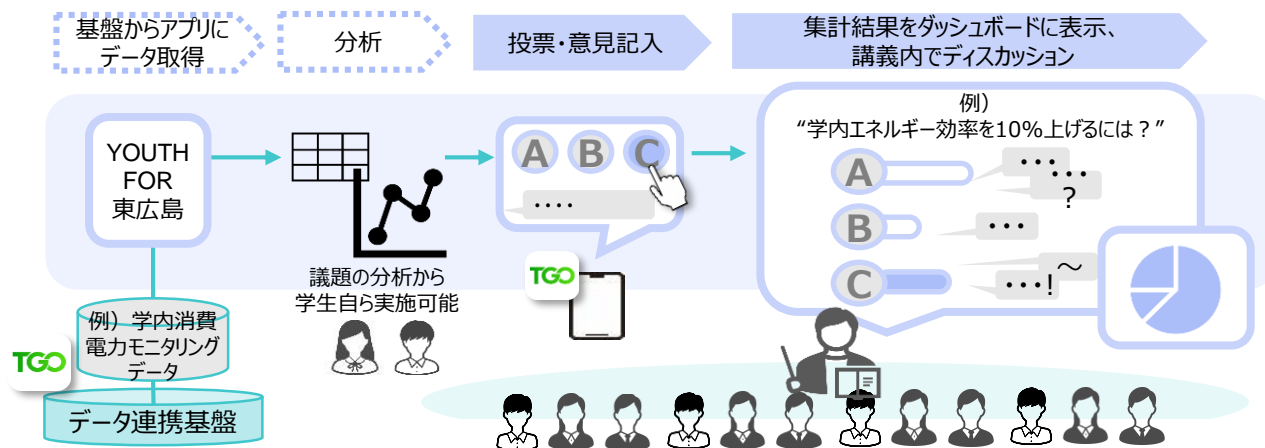 基盤からアプリに
データ取得
分析
投票・意見記入
集計結果をダッシュボードに表示、
講義内でディスカッション
YOUTH
FOR
東広島
議題の分析から
学生自ら実施可能
A B C
････
TGO
例）
“学内エネルギー効率を10%上げるには？”
A
･･･
･･･
?
B
･･･
C
～
･･･!
例）学内消費
電力モニタリング
データ
TGO
データ連携基盤